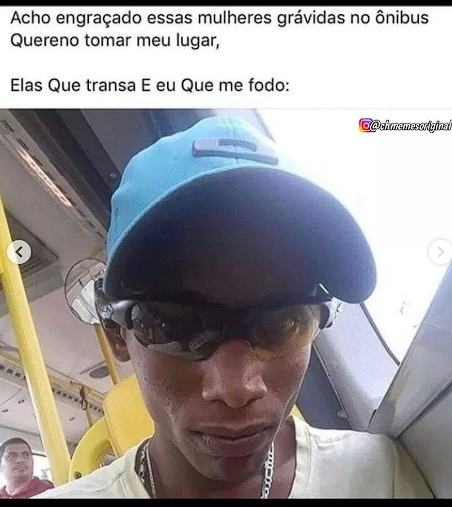 Acho engraçado essas mulheres grávidas no ônibus
Quereno tomar meu lugar,
Elas Que transa E eu Que me fodo:
@chmemesoriginal